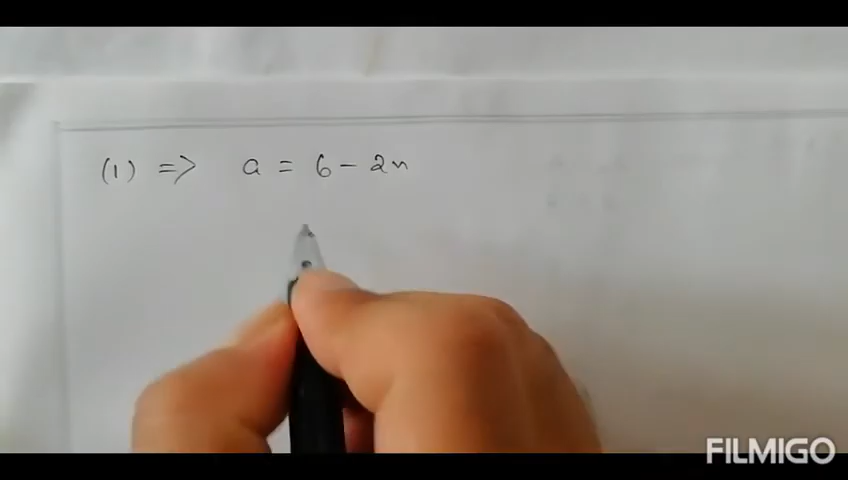 (1) => a = 6 - 2n
FILMIGO